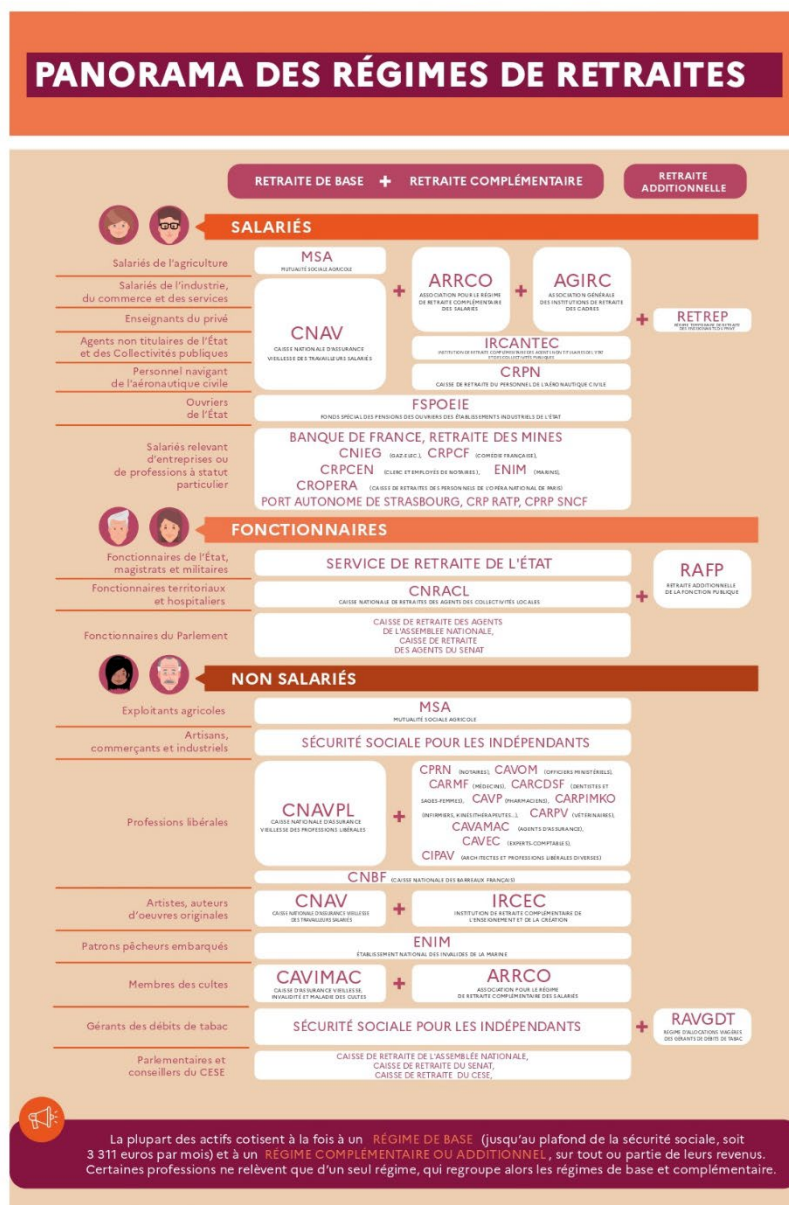 PANORAMA DES RÉGIMES DE RETRAITES
RETRAITE DE BASE + RETRAITE COMPLÉMENTAIRE
RETRAITE
ADDITIONNELLE
SALARIÉS
Salariés de l'agriculture
MSA
MUTUALITÉ SOCIALE AGRICOLE
Salariés de l'industrie,
du commerce et des services
Enseignants du privé
Agents non titulaires de l'État
et des Collectivités publiques
Personnel navigant
de l'aéronautique civile
CNAV
CAISSE NATIONALE D'ASSURANCE
VIEILLESSE DES TRAVAILLEURS SALARIÉS
+
ARRCO
ASSOCIATION POUR LE RÉGIME
DE RETRAITE COMPLÉMENTAIRE
DES SALARIÉS
+
AGIRC
ASSOCIATION GÉNÉRALE
DES INSTITUTIONS DE RETRAITE
DES CADRES
+
RETREP
IRCANTEC
CRPN
CAISSE DE RETRAITE DU PERSONNEL DE L'AÉRONAUTIQUE CIVILE
Ouvriers
de l'État
FSPOEIE
FONDS SPÉCIAL DES PENSIONS DES OUVRIERS DES ÉTABLISSEMENTS INDUSTRIELS DE L'ÉTAT
Salariés relevant
d'entreprises ou
de professions à statut
particulier
BANQUE DE FRANCE, RETRAITE DES MINES
CNIEG (GAZ-ELEC.), CRPCF (COMÉDIE FRANÇAISE),
CRPCEN (CLERC ET EMPLOYÉS DE NOTAIRES), ENIM (MARINS),
CROPERA (CAISSE DE RETRAITES DES PERSONNELS DE L'OPÉRA NATIONAL DE PARIS)
PORT AUTONOME DE STRASBOURG, CRP RATP, CPRP SNCF
FONCTIONNAIRES
Fonctionnaires de l'État,
magistrats et militaires
SERVICE DE RETRAITE DE L'ÉTAT
Fonctionnaires territoriaux
et hospitaliers
CNRACL
CAISSE NATIONALE DE RETRAITES DES AGENTS DES COLLECTIVITÉS LOCALES
+
RAFP
RETRAITE ADDITIONNELLE
DE LA FONCTION PUBLIQUE
Fonctionnaires du Parlement
CAISSE DE RETRAITE DES AGENTS
DE L'ASSEMBLEE NATIONALE,
CAISSE DE RETRAITE
DES AGENTS DU SENAT
NON SALARIÉS
Exploitants agricoles
MSA
MUTUALITÉ SOCIALE AGRICOLE
Artisans,
commerçants et industriels
SÉCURITÉ SOCIALE POUR LES INDÉPENDANTS
Professions libérales
CNAVPL
CAISSE NATIONALE D'ASSURANCE
VIEILLESSE DES PROFESSIONS LIBÉRALES
+
CPRN (NOTAIRES), CAVOM (OFFICIERS MINISTÉRIELS),
CARMF (MÉDECINS), CARCDSF (DENTISTES ET
SAGES-FEMMES), CAVP (PHARMACIENS), CARPIMKO
(INFIRMIERS, KINÉSITHÉRAPEUTES...), CARPV (VÉTÉRINAIRES),
CAVAMAC (AGENTS D'ASSURANCE),
CAVEC (EXPERTS-COMPTABLES),
CIPAV (ARCHITECTES ET PROFESSIONS LIBÉRALES DIVERSES)
CNBF (CAISSE NATIONALE DES BARREAUX FRANÇAIS)
Artistes, auteurs
d'oeuvres originales
CNAV
CAISSE NATIONALE D'ASSURANCE VIEILLESSE
DES TRAVAILLEURS SALARIÉS
+
IRCEC
INSTITUTION DE RETRAITE COMPLÉMENTAIRE DE
L'ENSEIGNEMENT ET DE LA CRÉATION
Patrons pêcheurs embarqués
ENIM
ÉTABLISSEMENT NATIONAL DES INVALIDES DE LA MARINE
Membres des cultes
CAVIMAC
CAISSE D'ASSURANCE VIEILLESSE,
INVALIDITÉ ET MALADIE DES CULTES
+
ARRCO
ASSOCIATION POUR LE RÉGIME
DE RETRAITE COMPLÉMENTAIRE DES SALARIÉS
Gérants des débits de tabac
SÉCURITÉ SOCIALE POUR LES INDÉPENDANTS
+
RAVGDT
RÉGIME D'ALLOCATIONS VIAGÈRES
DES GÉRANTS DE DÉBITS DE TABAC
Parlementaires et
conseillers du CESE
CAISSE DE RETRAITE DE L'ASSEMBLÉE NATIONALE,
CAISSE DE RETRAITE DU SENAT,
CAISSE DE RETRAITE DU CESE,
La plupart des actifs cotisent à la fois à un RÉGIME DE BASE (jusqu'au plafond de la sécurité sociale, soit
3 311 euros par mois) et à un RÉGIME COMPLÉMENTAIRE OU ADDITIONNEL, sur tout ou partie de leurs revenus.
Certaines professions ne relèvent que d'un seul régime, qui regroupe alors les régimes de base et complémentaire.